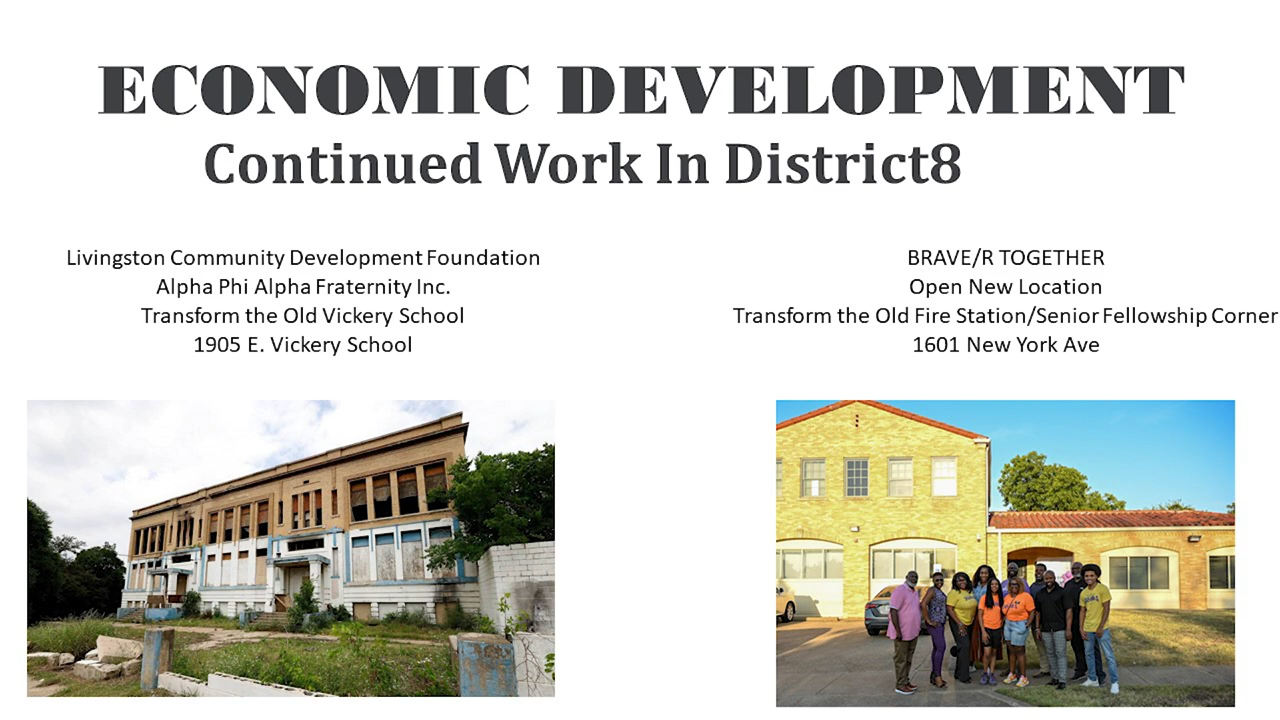 ECONOMIC DEVELOPMENT
Continued Work In District8
Livingston Community Development Foundation
Alpha Phi Alpha Fraternity Inc.
Transform the Old Vickery School
1905 E. Vickery School
BRAVE/R TOGETHER
Open New Location
Transform the Old Fire Station/Senior Fellowship Corner
1601 New York Ave